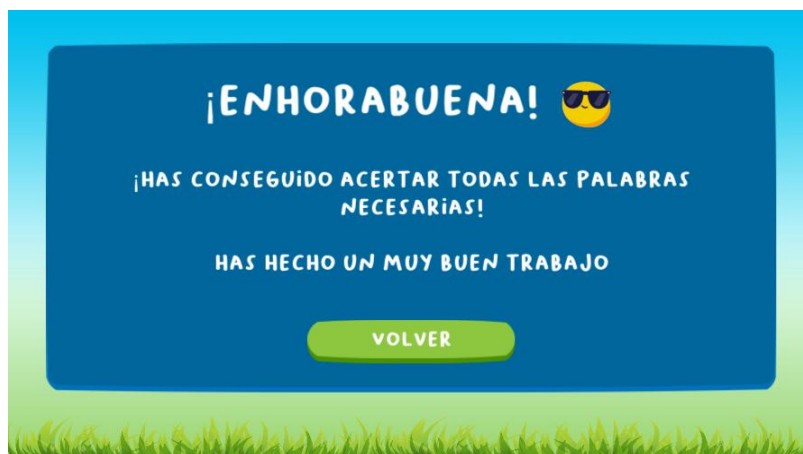 ¡ENHORABUENA!
¡HAS CONSEGUIDO ACERTAR TODAS LAS PALABRAS
NECESARIAS!
HAS HECHO UN MUY BUEN TRABAJO
VOLVER